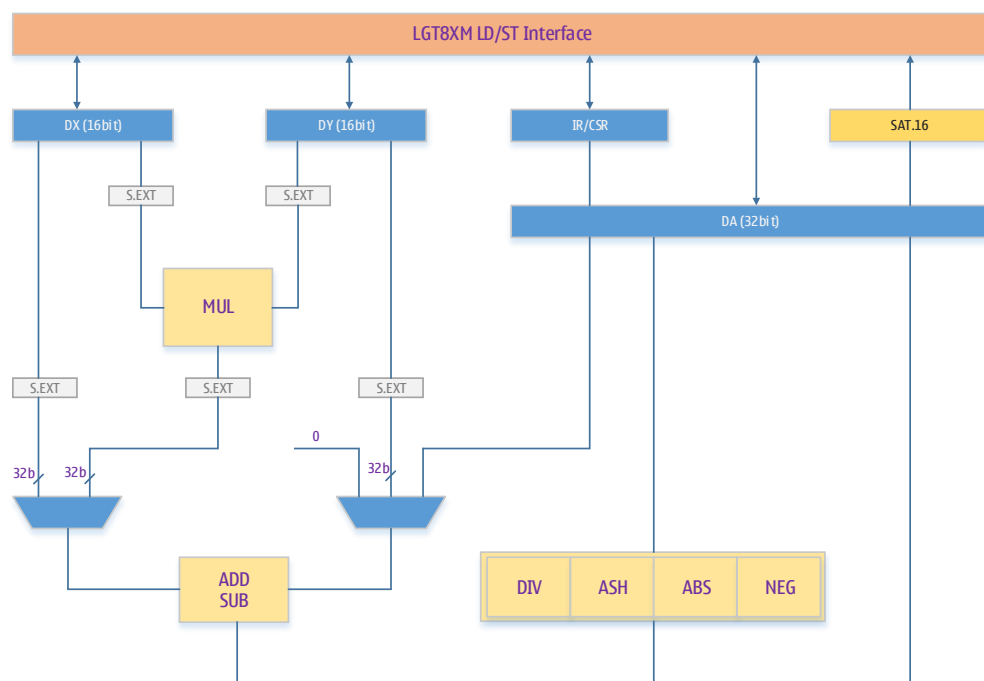 LGT8XM LD/ST Interface
DX (16bit)
DY (16bit)
IR/CSR
SAT.16
S.EXT
S.EXT
DA (32bit)
MUL
S.EXT
S.EXT
S.EXT
0
32b
32b
32b
ADD
SUB
DIV
ASH
ABS
NEG